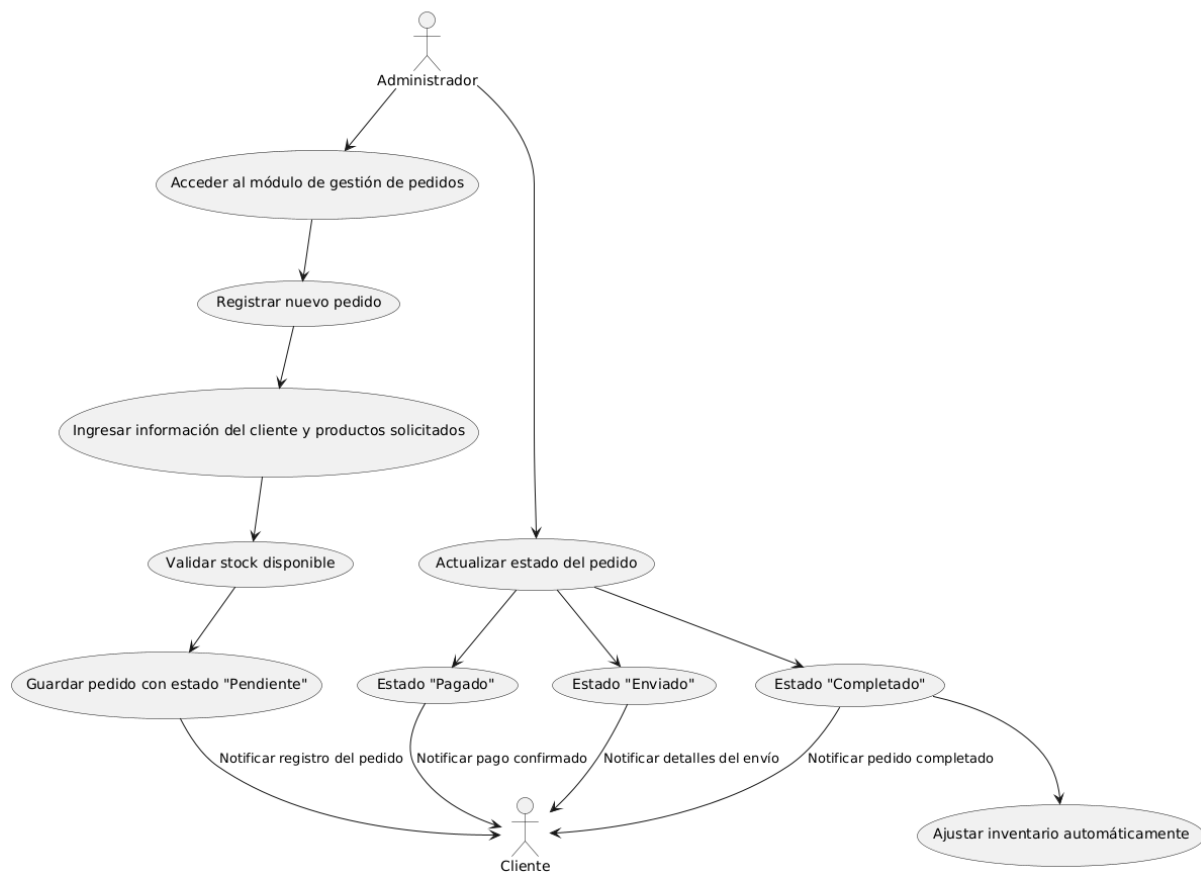 Administrador
Acceder al módulo de gestión de pedidos
Registrar nuevo pedido
Ingresar información del cliente y productos solicitados
Validar stock disponible
Actualizar estado del pedido
Guardar pedido con estado "Pendiente"
Estado "Pagado"
Estado "Enviado"
Estado "Completado"
Notificar registro del pedido
Notificar pago confirmado
Notificar detalles del envío
Notificar pedido completado
Cliente
Ajustar inventario automáticamente